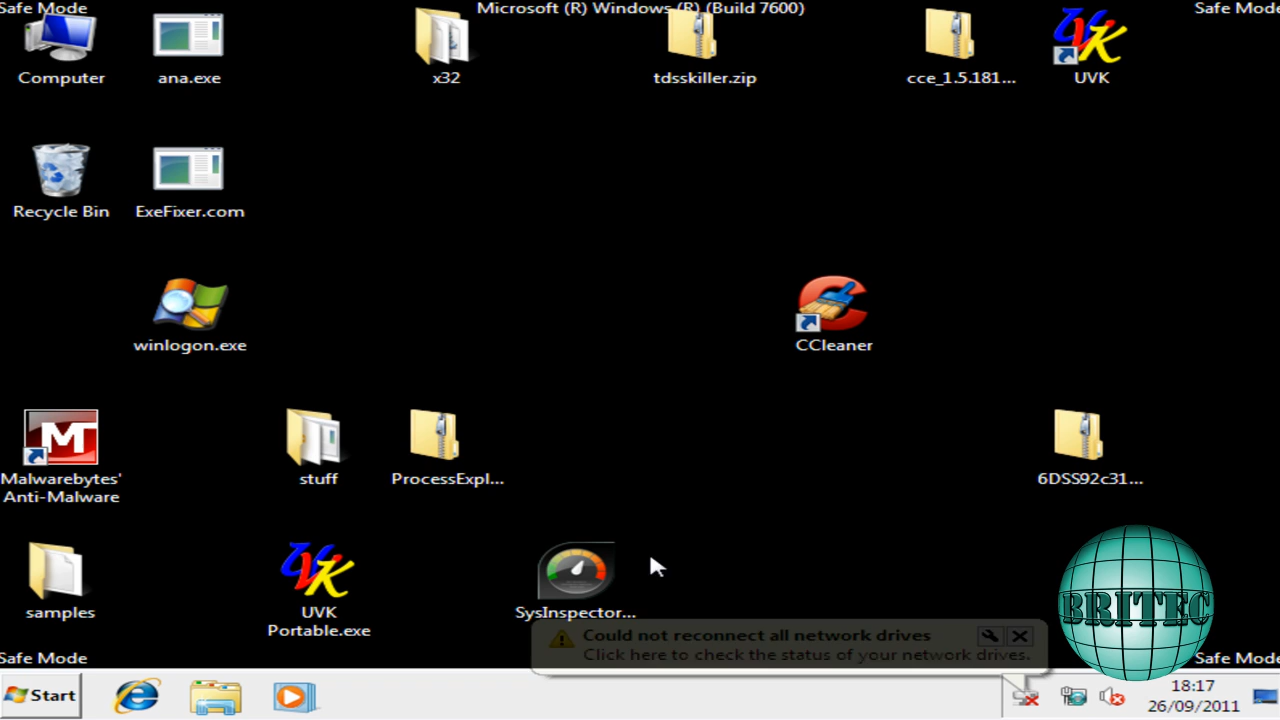 Safe Mode
Microsoft (R) Windows (R) (Build 7600)
Safe Mode
Computer
ana.exe
x32
tdsskiller.zip
cce_1.5.181...
UVK
Recycle Bin
ExeFixer.com
winlogon.exe
CCleaner
Malwarebytes'
Anti-Malware
stuff
ProcessExpl...
6DSS92c31...
samples
UVK
Portable.exe
SysInspector...
BRITEC
Could not reconnect all network drives
Click here to check the status of your network drives.
Safe Mode
Safe Mode
Start
18:17
26/09/2011